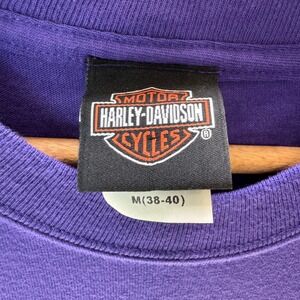 MOTOR
HARLEY-DAVIDSON
CYCLES ®
M(38-40)